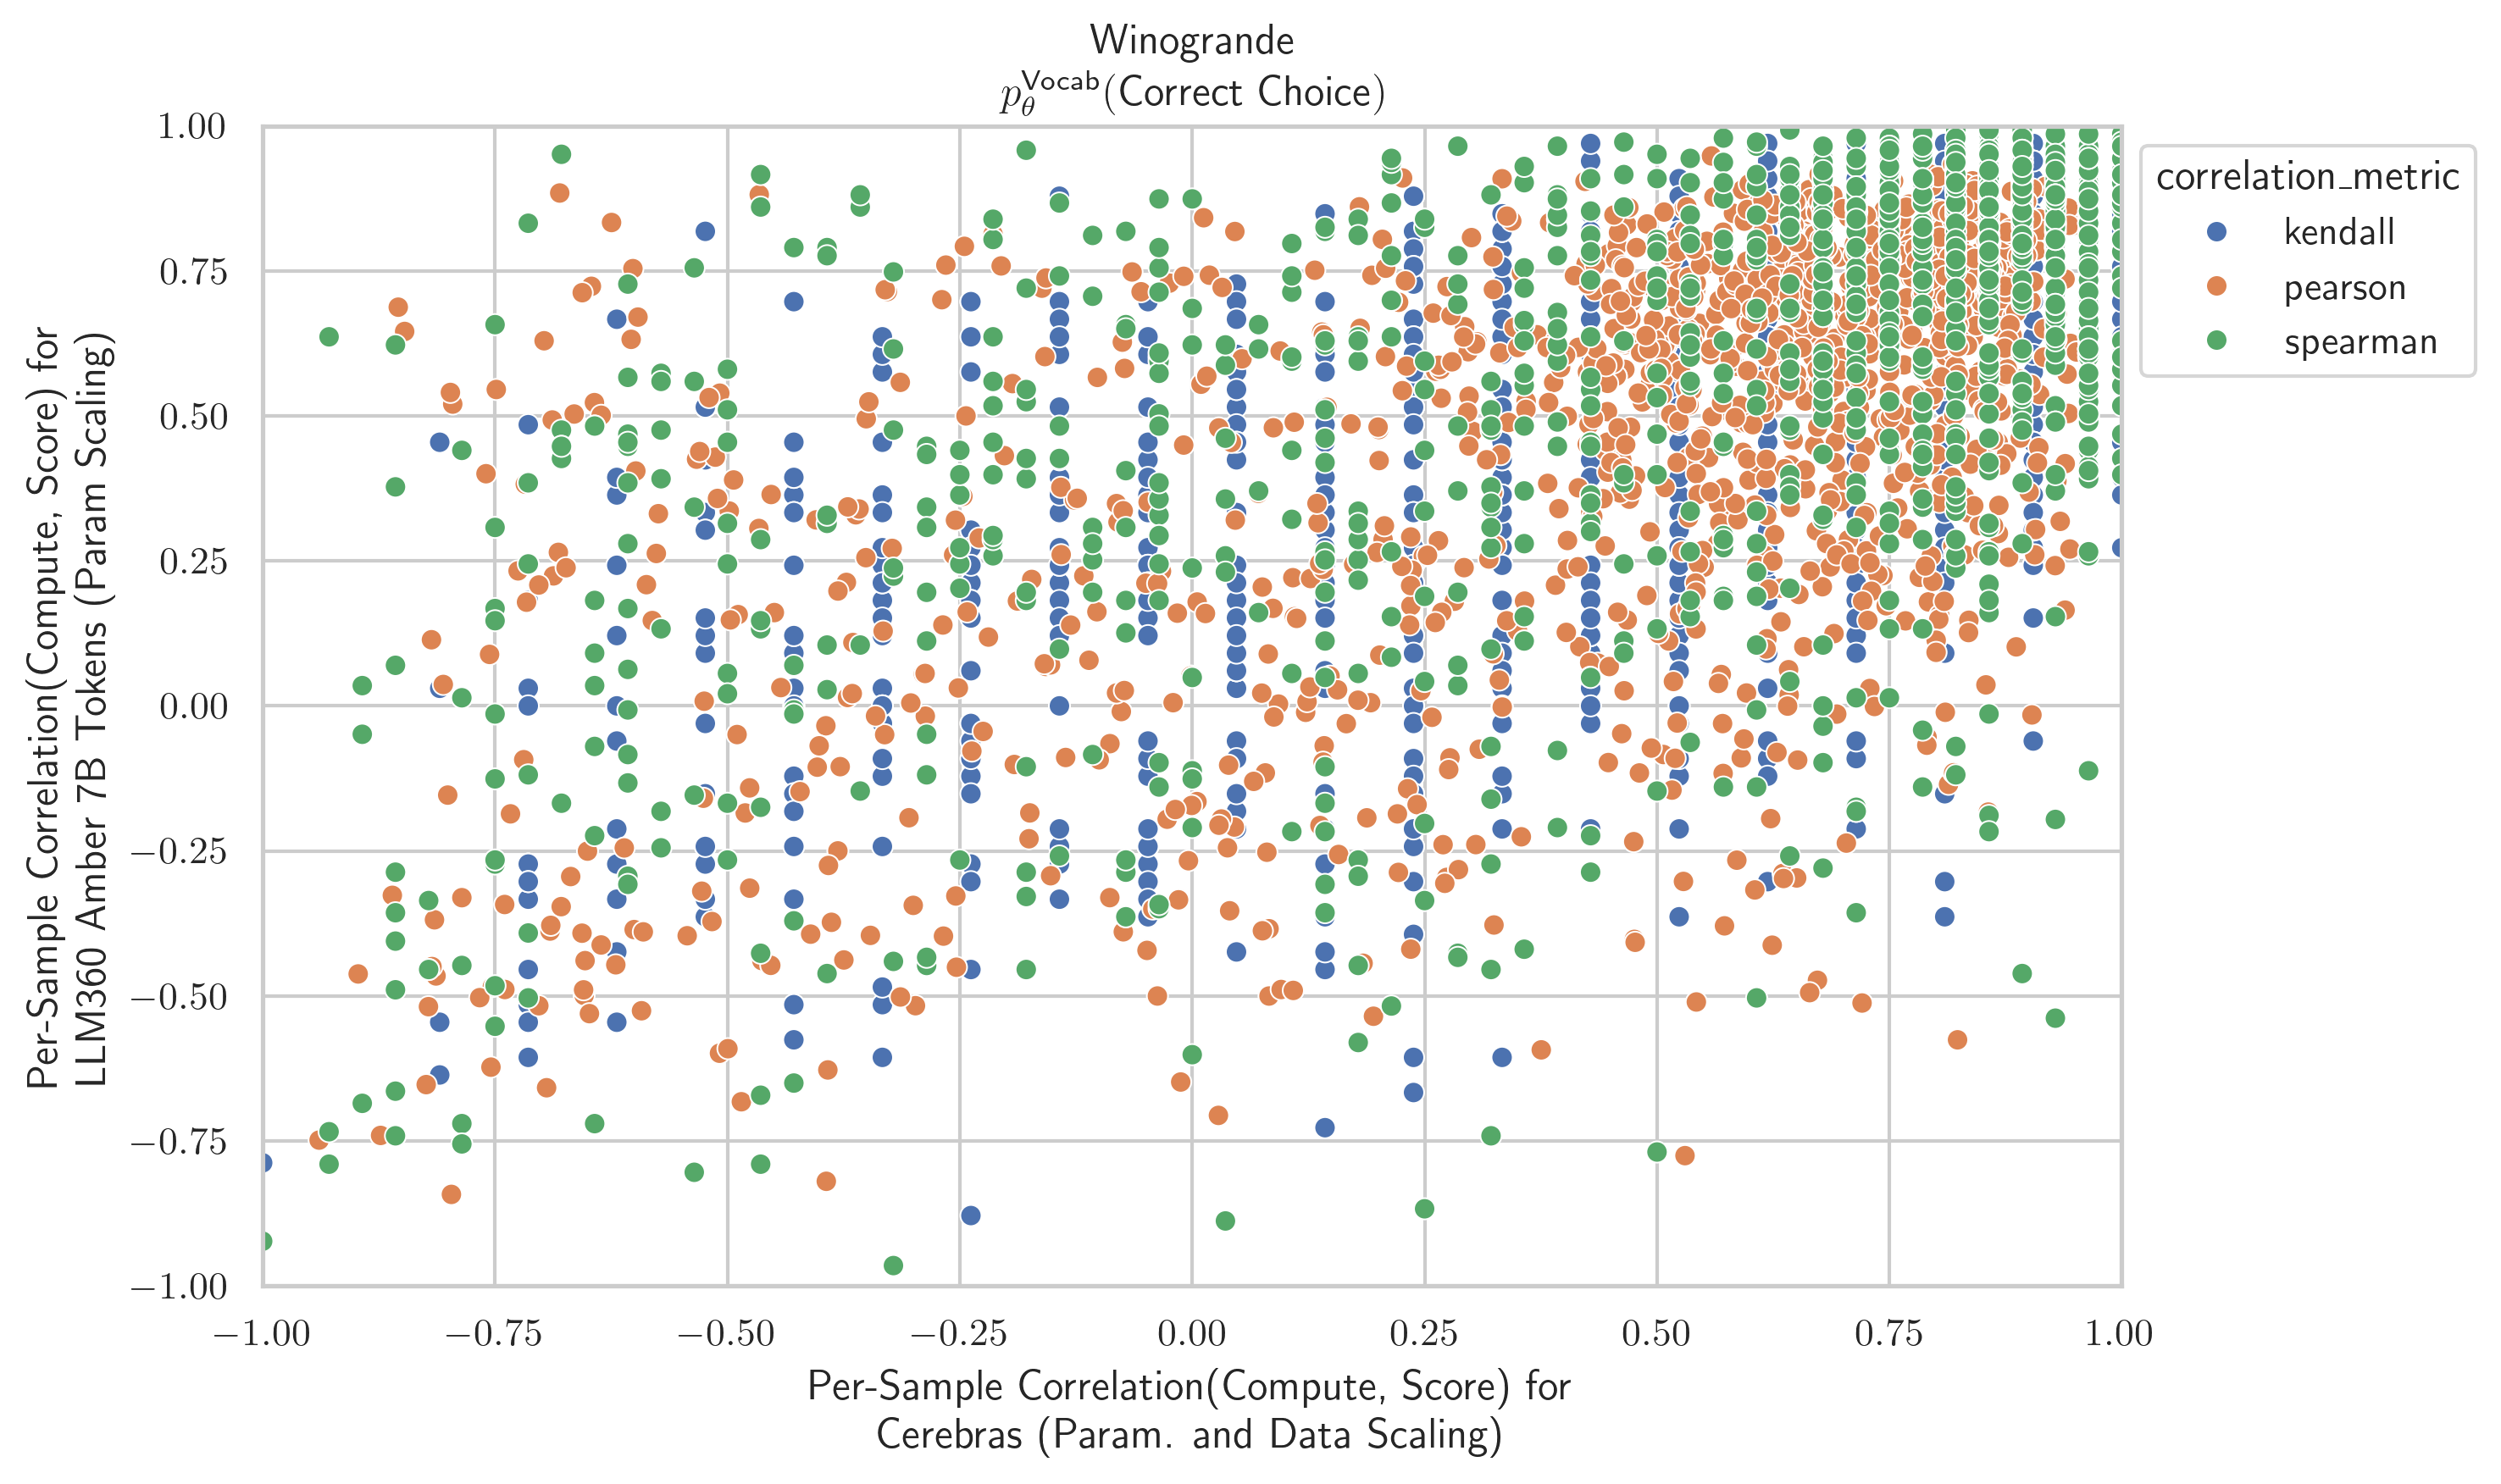 Winogrande
p_θ^Vocab(Correct Choice)
1.00
0.75
0.50
0.25
0.00
−0.25
−0.50
−0.75
−1.00
Per-Sample Correlation(Compute, Score) for
LLM360 Amber 7B Tokens (Param Scaling)
−1.00 −0.75 −0.50 −0.25 0.00 0.25 0.50 0.75 1.00
Per-Sample Correlation(Compute, Score) for
Cerebras (Param. and Data Scaling)
correlation_metric
kendall
pearson
spearman